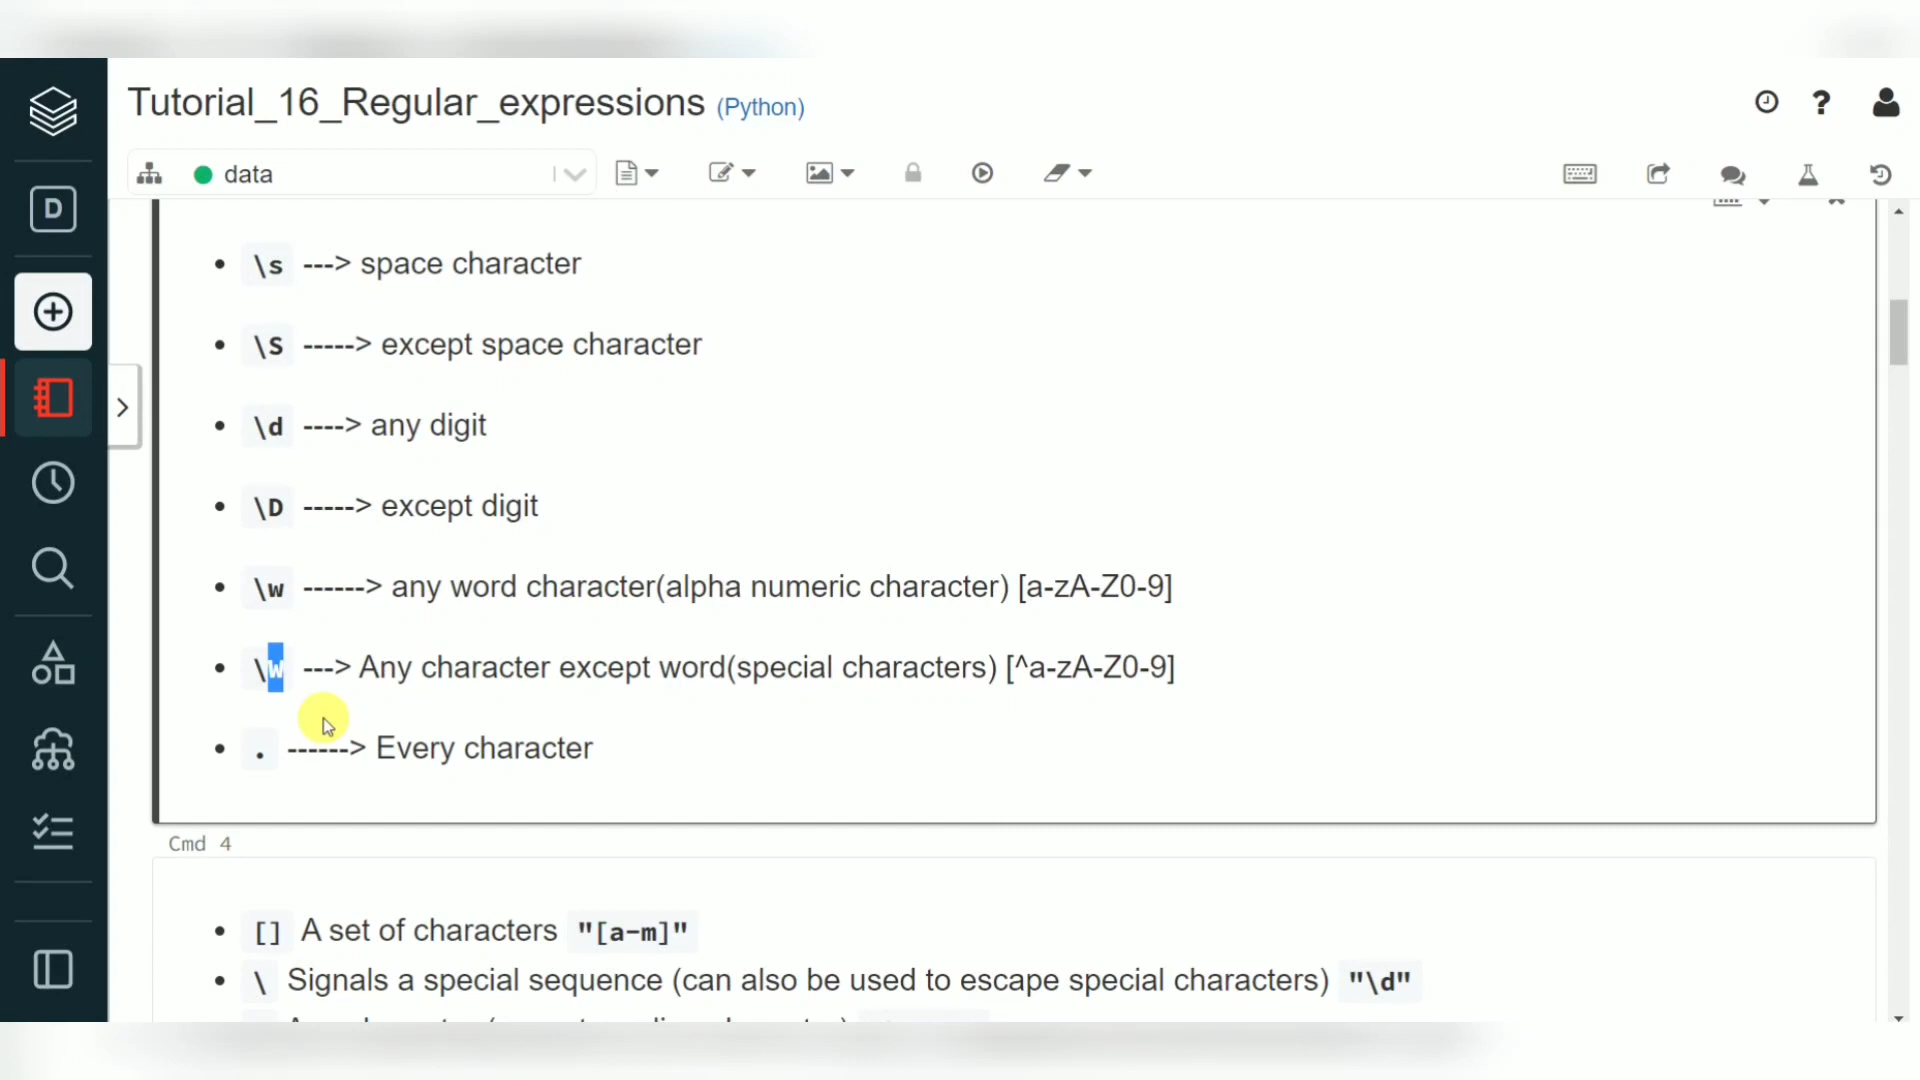 Tutorial_16_Regular_expressions (Python)
data
D
\s ---> space character
\S -----> except space character
\d ----> any digit
\D -----> except digit
\w ------> any word character(alpha numeric character) [a-zA-Z0-9]
\W ---> Any character except word(special characters) [^a-zA-Z0-9]
. ------> Every character
Cmd 4
[] A set of characters "[a-m]"
\ Signals a special sequence (can also be used to escape special characters) "\d"